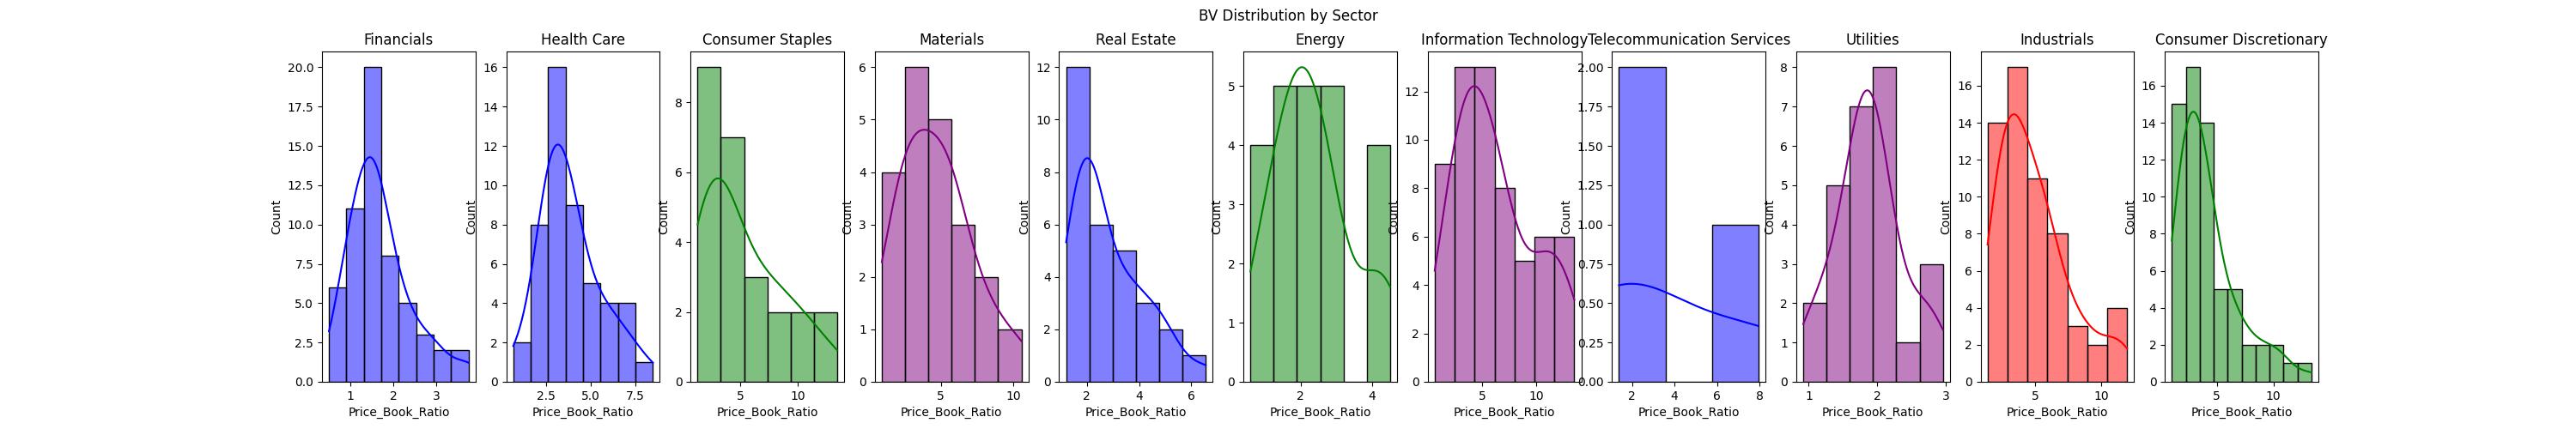 BV Distribution by Sector
Financials
Count
20.0
17.5
15.0
12.5
10.0
7.5
5.0
2.5
0.0
1 2 3
Price_Book_Ratio
Health Care
Count
16
14
12
10
8
6
4
2
0
2.5 5.0 7.5
Price_Book_Ratio
Consumer Staples
Count
8
6
4
2
0
5 10
Price_Book_Ratio
Materials
Count
6
5
4
3
2
1
0
5 10
Price_Book_Ratio
Real Estate
Count
12
10
8
6
4
2
0
2 4 6
Price_Book_Ratio
Energy
Count
5
4
3
2
1
0
2 4
Price_Book_Ratio
Information Technology
Count
12
10
8
6
4
2
0
5 10
Price_Book_Ratio
Telecommunication Services
Count
2.00
1.75
1.50
1.25
1.00
0.75
0.50
0.25
0.00
2 4 6 8
Price_Book_Ratio
Utilities
Count
8
7
6
5
4
3
2
1
0
1 2 3
Price_Book_Ratio
Industrials
Count
16
14
12
10
8
6
4
2
0
5 10
Price_Book_Ratio
Consumer Discretionary
Count
16
14
12
10
8
6
4
2
0
5 10
Price_Book_Ratio